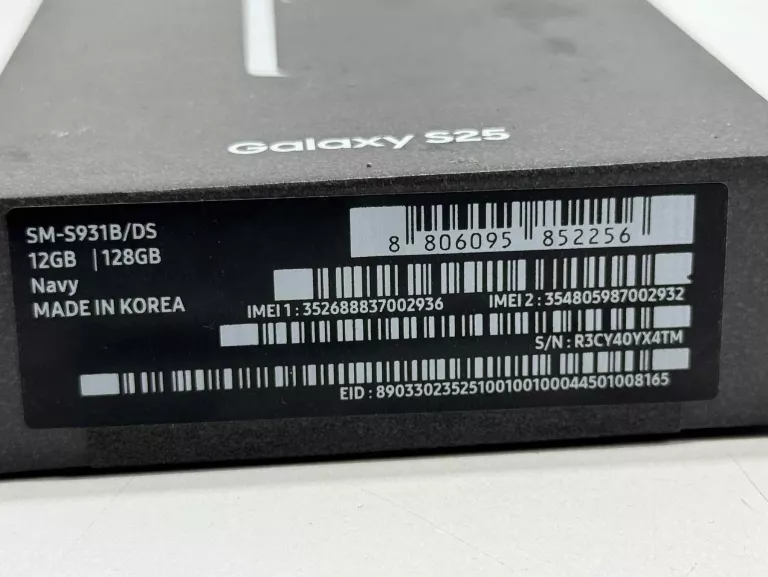 Galaxy S25
SM-S931B/DS
12GB | 128GB
Navy
MADE IN KOREA
8 806095 852256
IMEI 1 : 352688837002936
IMEI 2 : 354805987002932
S/N : R3CY40YX4TM
EID : 89033023525100100100044501008165